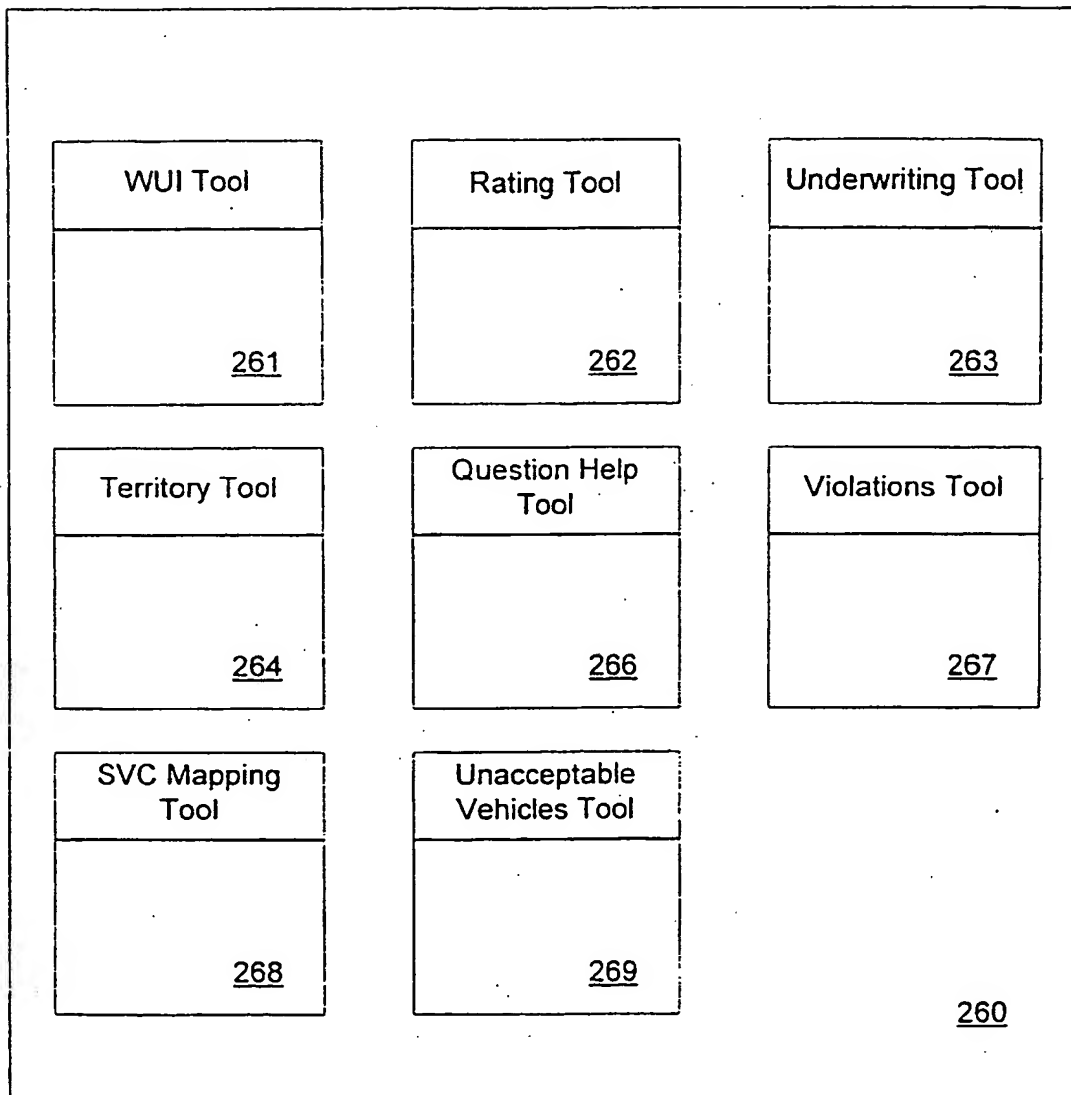 WUI Tool
261
Rating Tool
262
Underwriting Tool
263
Territory Tool
264
Question Help
Tool
266
Violations Tool
267
SVC Mapping
Tool
268
Unacceptable
Vehicles Tool
269
260